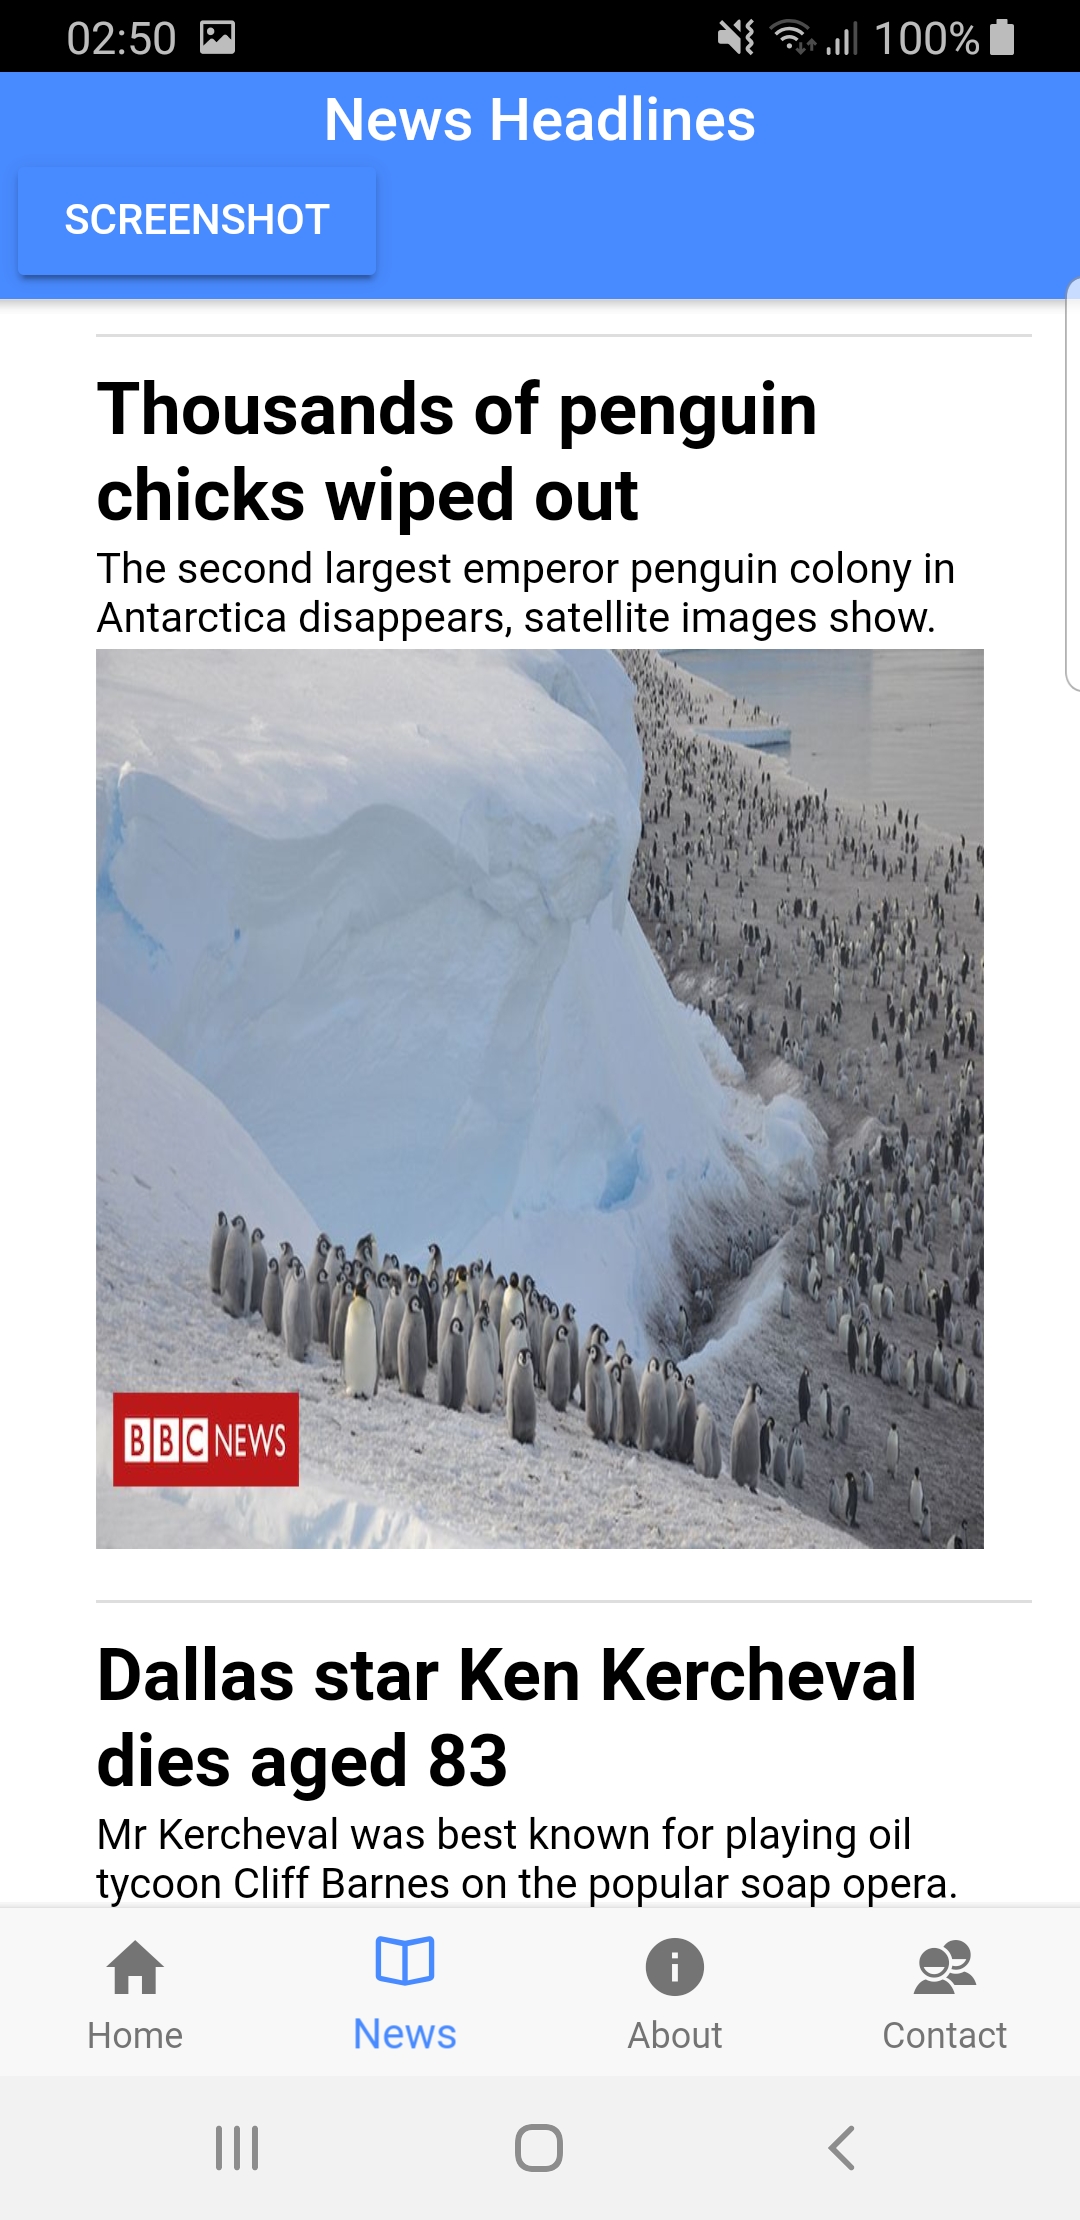 02:50 100%
News Headlines
SCREENSHOT
Thousands of penguin
chicks wiped out
The second largest emperor penguin colony in
Antarctica disappears, satellite images show.
BBC NEWS
Dallas star Ken Kercheval
dies aged 83
Mr Kercheval was best known for playing oil
tycoon Cliff Barnes on the popular soap opera.
Home News About Contact